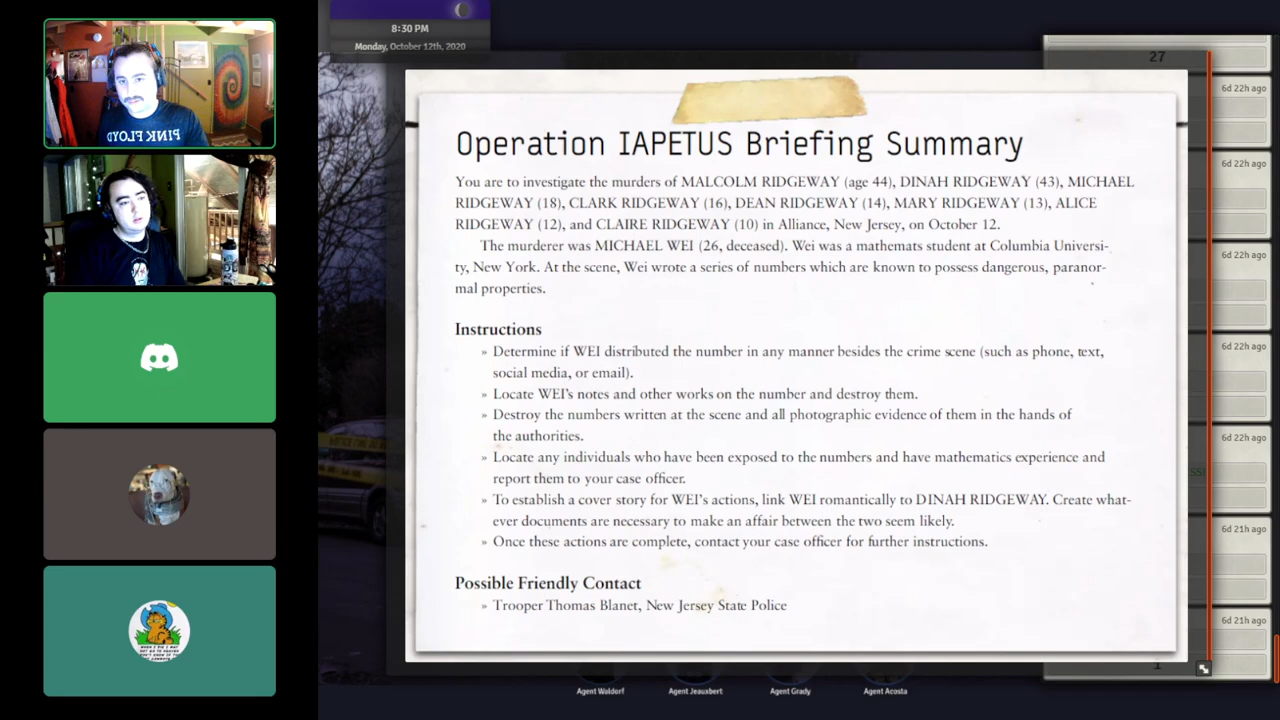 8:30 PM
Monday, October 12th, 2020
27
Operation IAPETUS Briefing Summary
You are to investigate the murders of MALCOLM RIDGEWAY (age 44), DINAH RIDGEWAY (43), MICHAEL
RIDGEWAY (18), CLARK RIDGEWAY (16), DEAN RIDGEWAY (14), MARY RIDGEWAY (13), ALICE
RIDGEWAY (12), and CLAIRE RIDGEWAY (10) in Alliance, New Jersey, on October 12.
The murderer was MICHAEL WEI (26, deceased). Wei was a mathemats student at Columbia Universi-
ty, New York. At the scene, Wei wrote a series of numbers which are known to possess dangerous, paranor-
mal properties.
Instructions
» Determine if WEI distributed the number in any manner besides the crime scene (such as phone, text,
social media, or email).
» Locate WEI's notes and other works on the number and destroy them.
» Destroy the numbers written at the scene and all photographic evidence of them in the hands of
the authorities.
» Locate any individuals who have been exposed to the numbers and have mathematics experience and
report them to your case officer.
» To establish a cover story for WEI's actions, link WEI romantically to DINAH RIDGEWAY. Create what-
ever documents are necessary to make an affair between the two seem likely.
» Once these actions are complete, contact your case officer for further instructions.
Possible Friendly Contact
» Trooper Thomas Blanet, New Jersey State Police
1
Agent Waldorf
Agent Jeauxbert
Agent Grady
Agent Acosta
6d 22h ago
6d 22h ago
6d 22h ago
6d 22h ago
6d 22h ago
6d 21h ago
6d 21h ago
PINK FLOYD